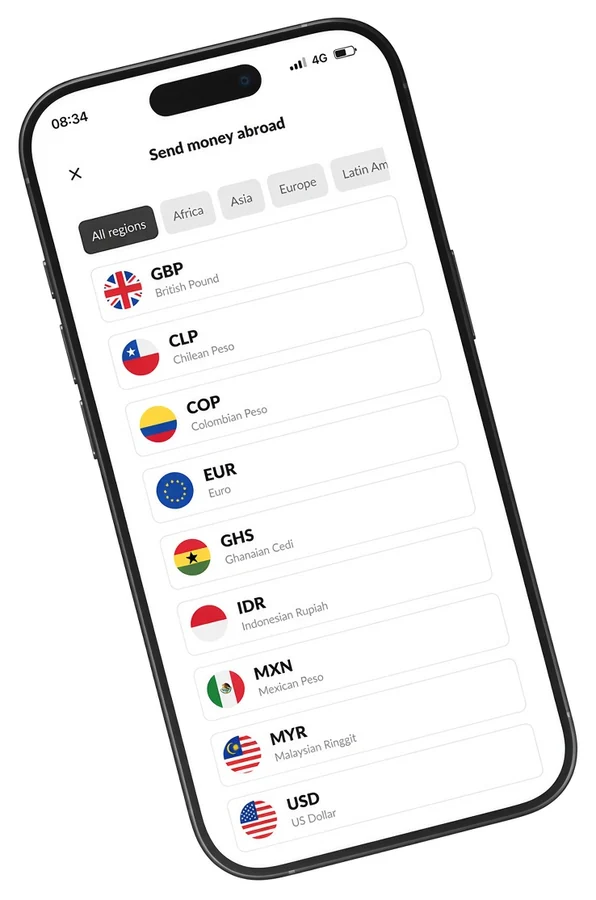 08:34
4G
Send money abroad
All regions
Africa
Asia
Europe
Latin Am
GBP
British Pound
CLP
Chilean Peso
COP
Colombian Peso
EUR
Euro
GHS
Ghanaian Cedi
IDR
Indonesian Rupiah
MXN
Mexican Peso
MYR
Malaysian Ringgit
USD
US Dollar